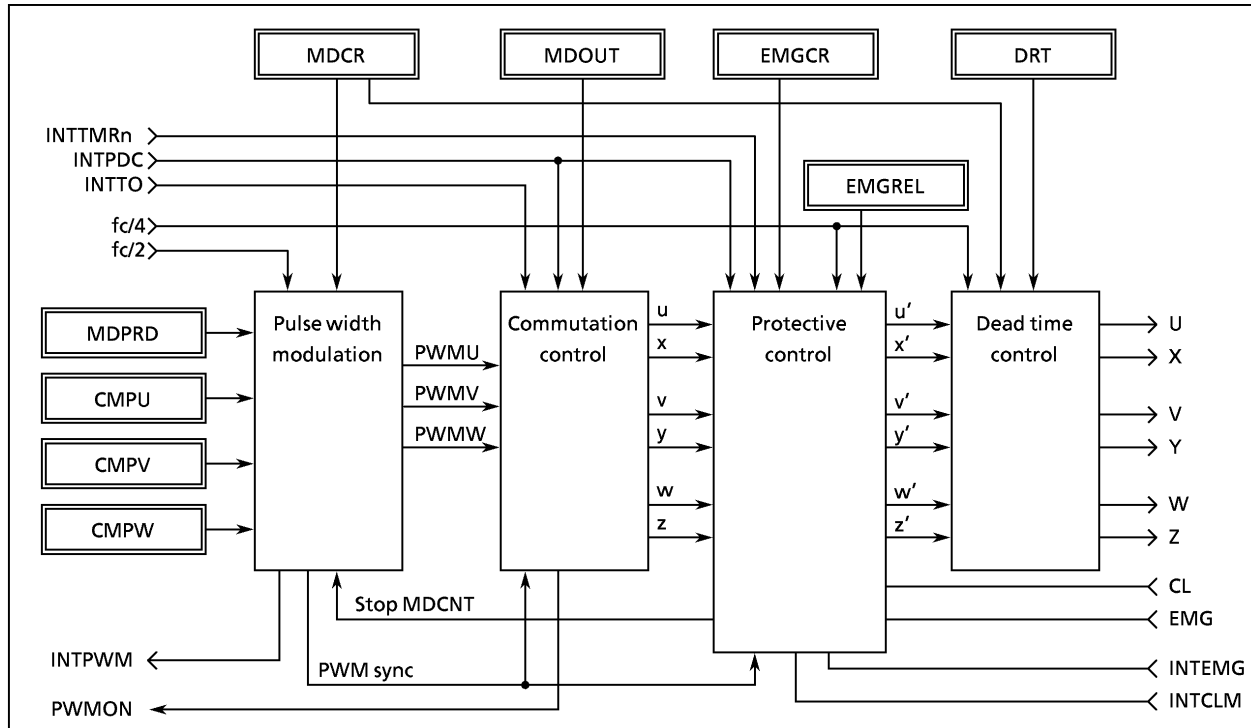 MDCR
MDOUT
EMGCR
DRT
INTTMRn
INTPDC
INTTO
EMGREL
fc/4
fc/2
MDPRD
CMPU
CMPV
CMPW
Pulse width
modulation
PWMU
PWMV
PWMW
Commutation
control
u
x
v
y
w
z
Protective
control
u’
x’
v’
y’
w’
z’
Dead time
control
U
X
V
Y
W
Z
Stop MDCNT
CL
EMG
INTPWM
PWM sync
INTEMG
PWMON
INTCLM